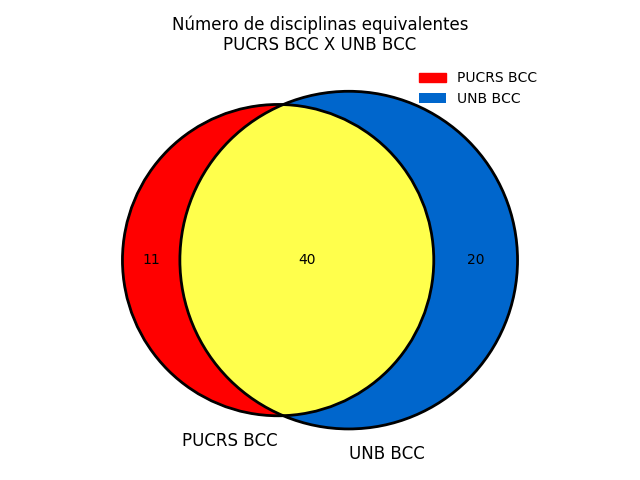 Número de disciplinas equivalentes
PUCRS BCC X UNB BCC
PUCRS BCC
UNB BCC
11
40
20
PUCRS BCC
UNB BCC